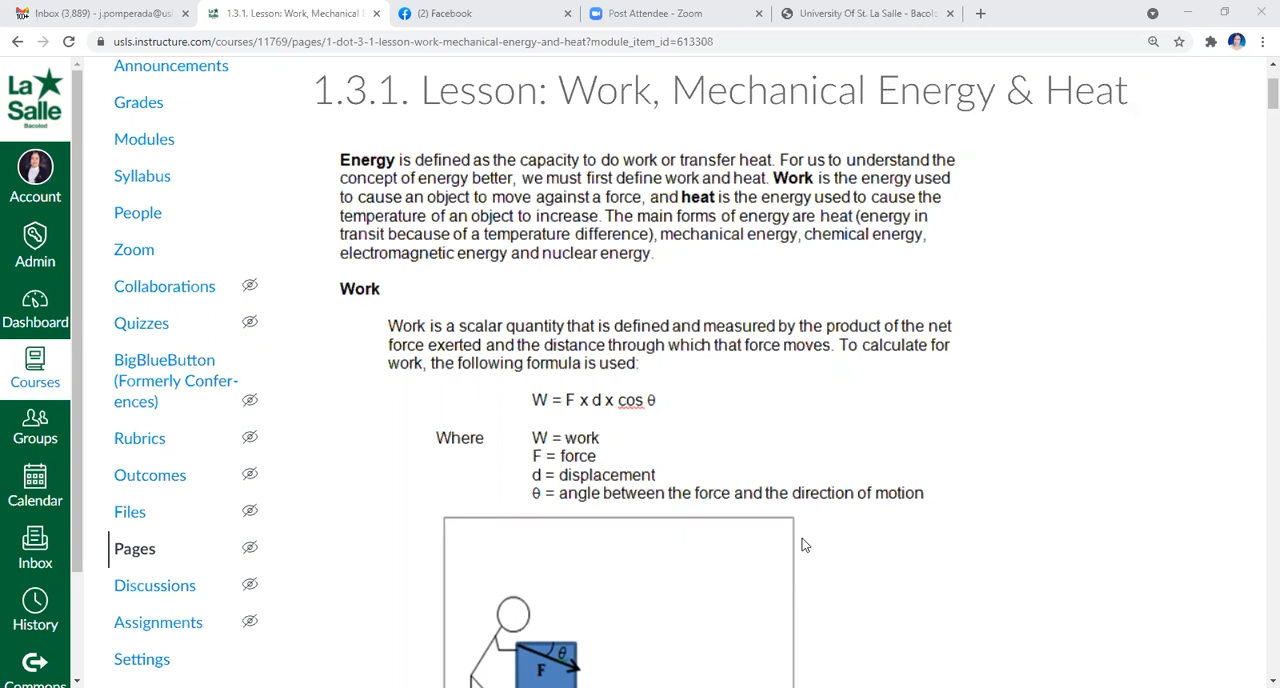 Inbox (3,889) - j.pomperada@usl
1.3.1. Lesson: Work, Mechanical E
(2) Facebook
Post Attendee - Zoom
University Of St. La Salle - Bacolo
usls.instructure.com/courses/11769/pages/1-dot-3-1-lesson-work-mechanical-energy-and-heat?module_item_id=613308
La
Salle
Bacolod
Account
Admin
Dashboard
Courses
Groups
Calendar
Inbox
History
Commons
Announcements
Grades
Modules
Syllabus
People
Zoom
Collaborations
Quizzes
BigBlueButton
(Formerly Confer-
ences)
Rubrics
Outcomes
Files
Pages
Discussions
Assignments
Settings
1.3.1. Lesson: Work, Mechanical Energy & Heat
Energy is defined as the capacity to do work or transfer heat. For us to understand the
concept of energy better, we must first define work and heat. Work is the energy used
to cause an object to move against a force, and heat is the energy used to cause the
temperature of an object to increase. The main forms of energy are heat (energy in
transit because of a temperature difference), mechanical energy, chemical energy,
electromagnetic energy and nuclear energy.
Work
Work is a scalar quantity that is defined and measured by the product of the net
force exerted and the distance through which that force moves. To calculate for
work, the following formula is used:
W = F x d x cos θ
Where W = work
F = force
d = displacement
θ = angle between the force and the direction of motion
θ
F